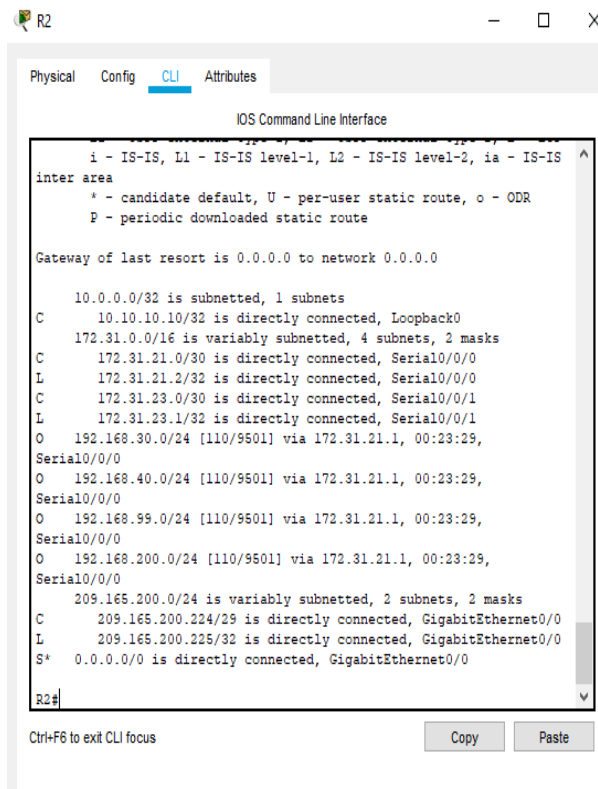 R2
Physical Config CLI Attributes
IOS Command Line Interface
i - IS-IS, L1 - IS-IS level-1, L2 - IS-IS level-2, ia - IS-IS
inter area
* - candidate default, U - per-user static route, o - ODR
P - periodic downloaded static route
Gateway of last resort is 0.0.0.0 to network 0.0.0.0
10.0.0.0/32 is subnetted, 1 subnets
C 10.10.10.10/32 is directly connected, Loopback0
172.31.0.0/16 is variably subnetted, 4 subnets, 2 masks
C 172.31.21.0/30 is directly connected, Serial0/0/0
L 172.31.21.2/32 is directly connected, Serial0/0/0
C 172.31.23.0/30 is directly connected, Serial0/0/1
L 172.31.23.1/32 is directly connected, Serial0/0/1
O 192.168.30.0/24 [110/9501] via 172.31.21.1, 00:23:29,
Serial0/0/0
O 192.168.40.0/24 [110/9501] via 172.31.21.1, 00:23:29,
Serial0/0/0
O 192.168.99.0/24 [110/9501] via 172.31.21.1, 00:23:29,
Serial0/0/0
O 192.168.200.0/24 [110/9501] via 172.31.21.1, 00:23:29,
Serial0/0/0
209.165.200.0/24 is variably subnetted, 2 subnets, 2 masks
C 209.165.200.224/29 is directly connected, GigabitEthernet0/0
L 209.165.200.225/32 is directly connected, GigabitEthernet0/0
S* 0.0.0.0/0 is directly connected, GigabitEthernet0/0
R2#
Ctrl+F6 to exit CLI focus
Copy Paste